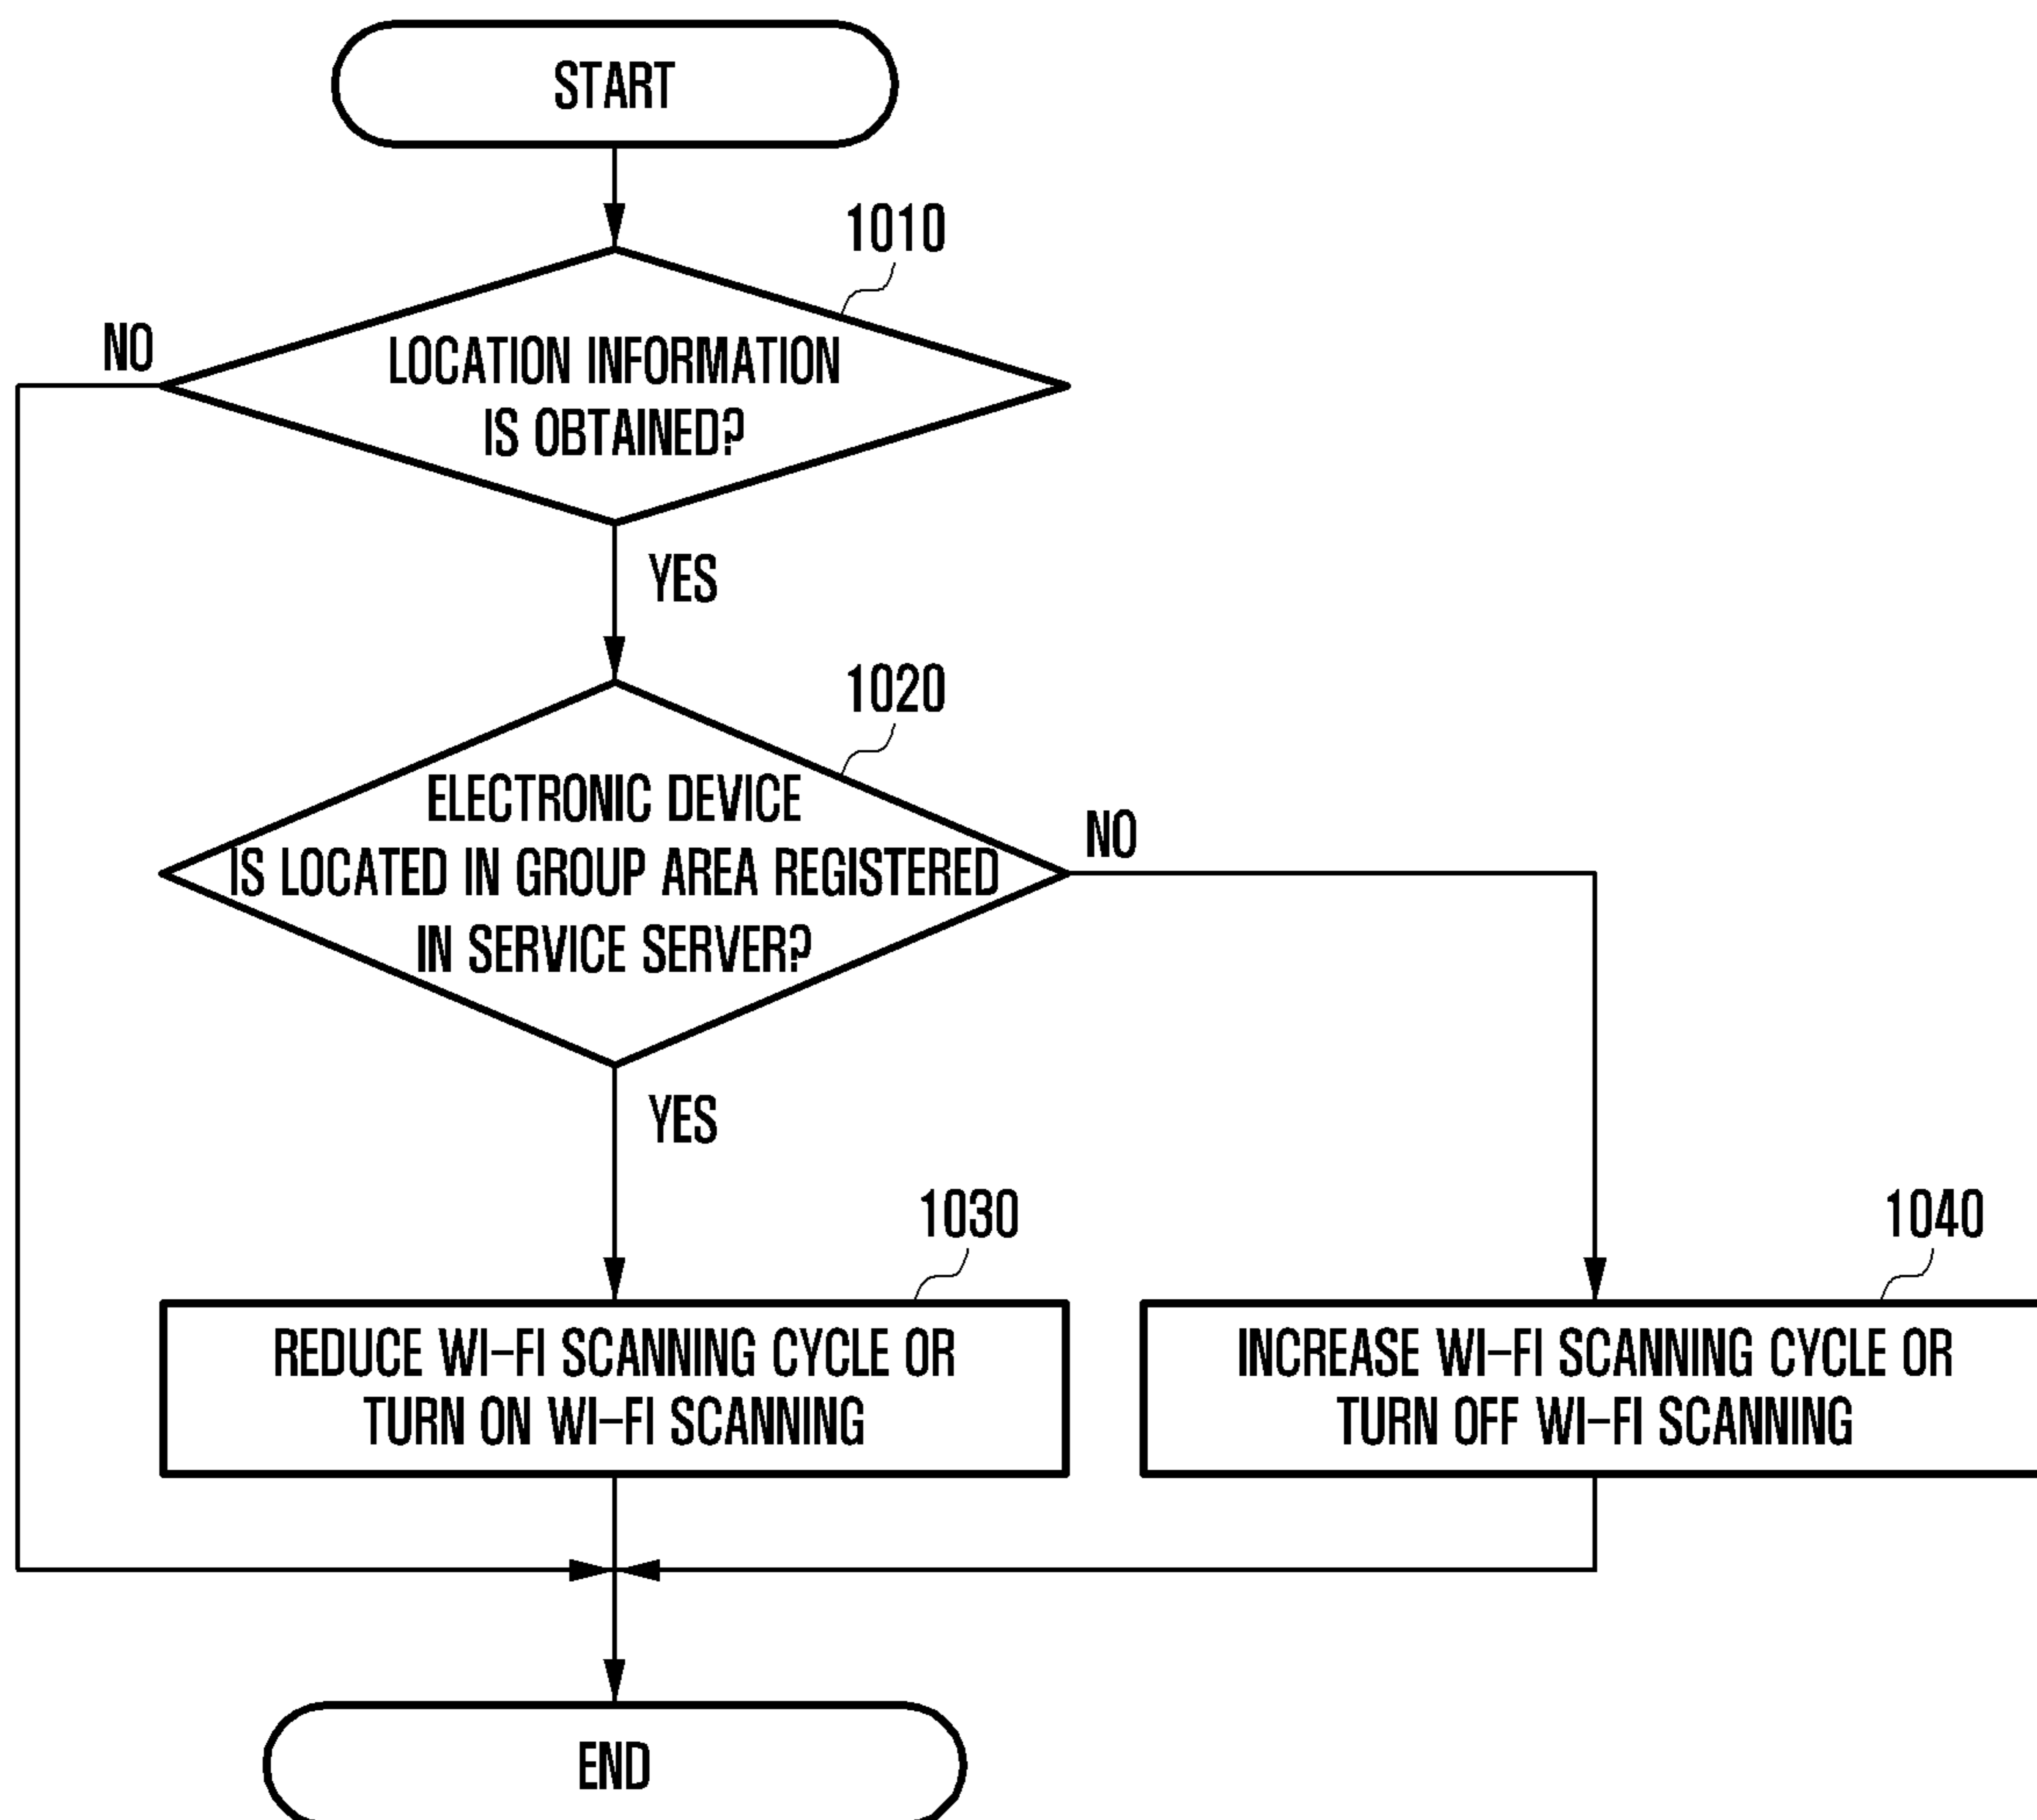 START
1010
NO
LOCATION INFORMATION
IS OBTAINED?
YES
1020
ELECTRONIC DEVICE
IS LOCATED IN GROUP AREA REGISTERED
IN SERVICE SERVER?
NO
YES
1030
1040
REDUCE WI-FI SCANNING CYCLE OR
TURN ON WI-FI SCANNING
INCREASE WI-FI SCANNING CYCLE OR
TURN OFF WI-FI SCANNING
END